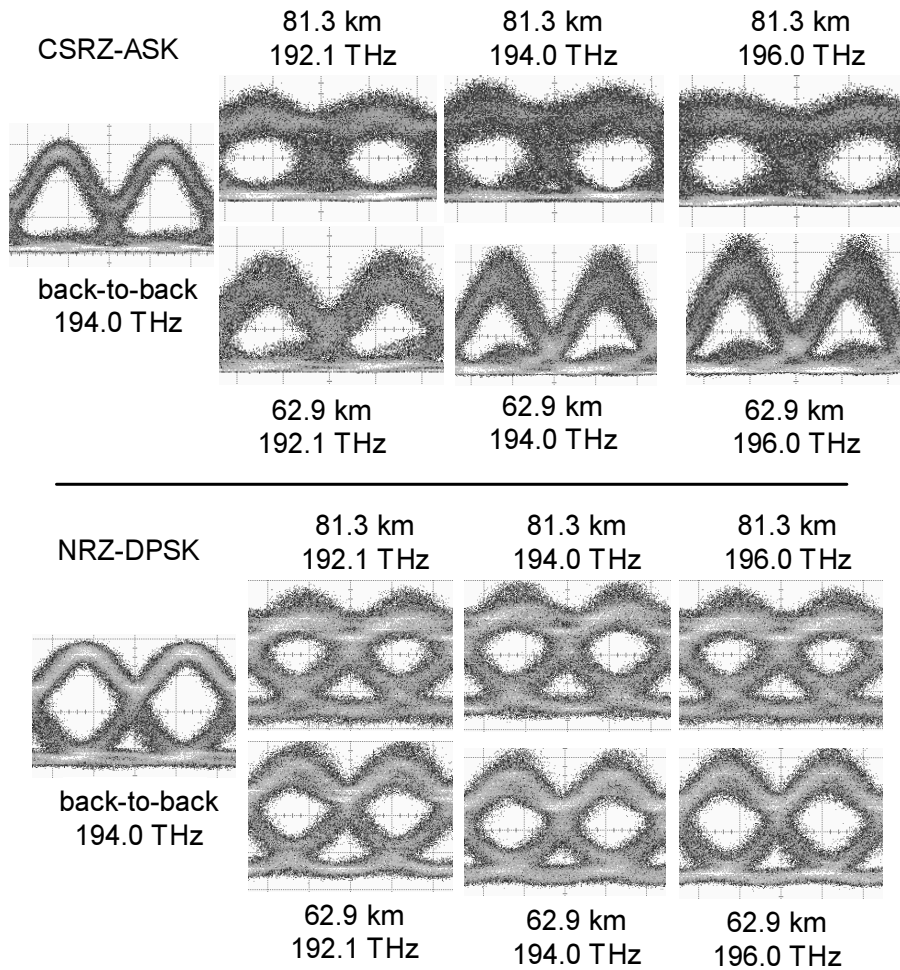 CSRZ-ASK
81.3 km
192.1 THz
81.3 km
194.0 THz
81.3 km
196.0 THz
back-to-back
194.0 THz
62.9 km
192.1 THz
62.9 km
194.0 THz
62.9 km
196.0 THz
NRZ-DPSK
81.3 km
192.1 THz
81.3 km
194.0 THz
81.3 km
196.0 THz
back-to-back
194.0 THz
62.9 km
192.1 THz
62.9 km
194.0 THz
62.9 km
196.0 THz